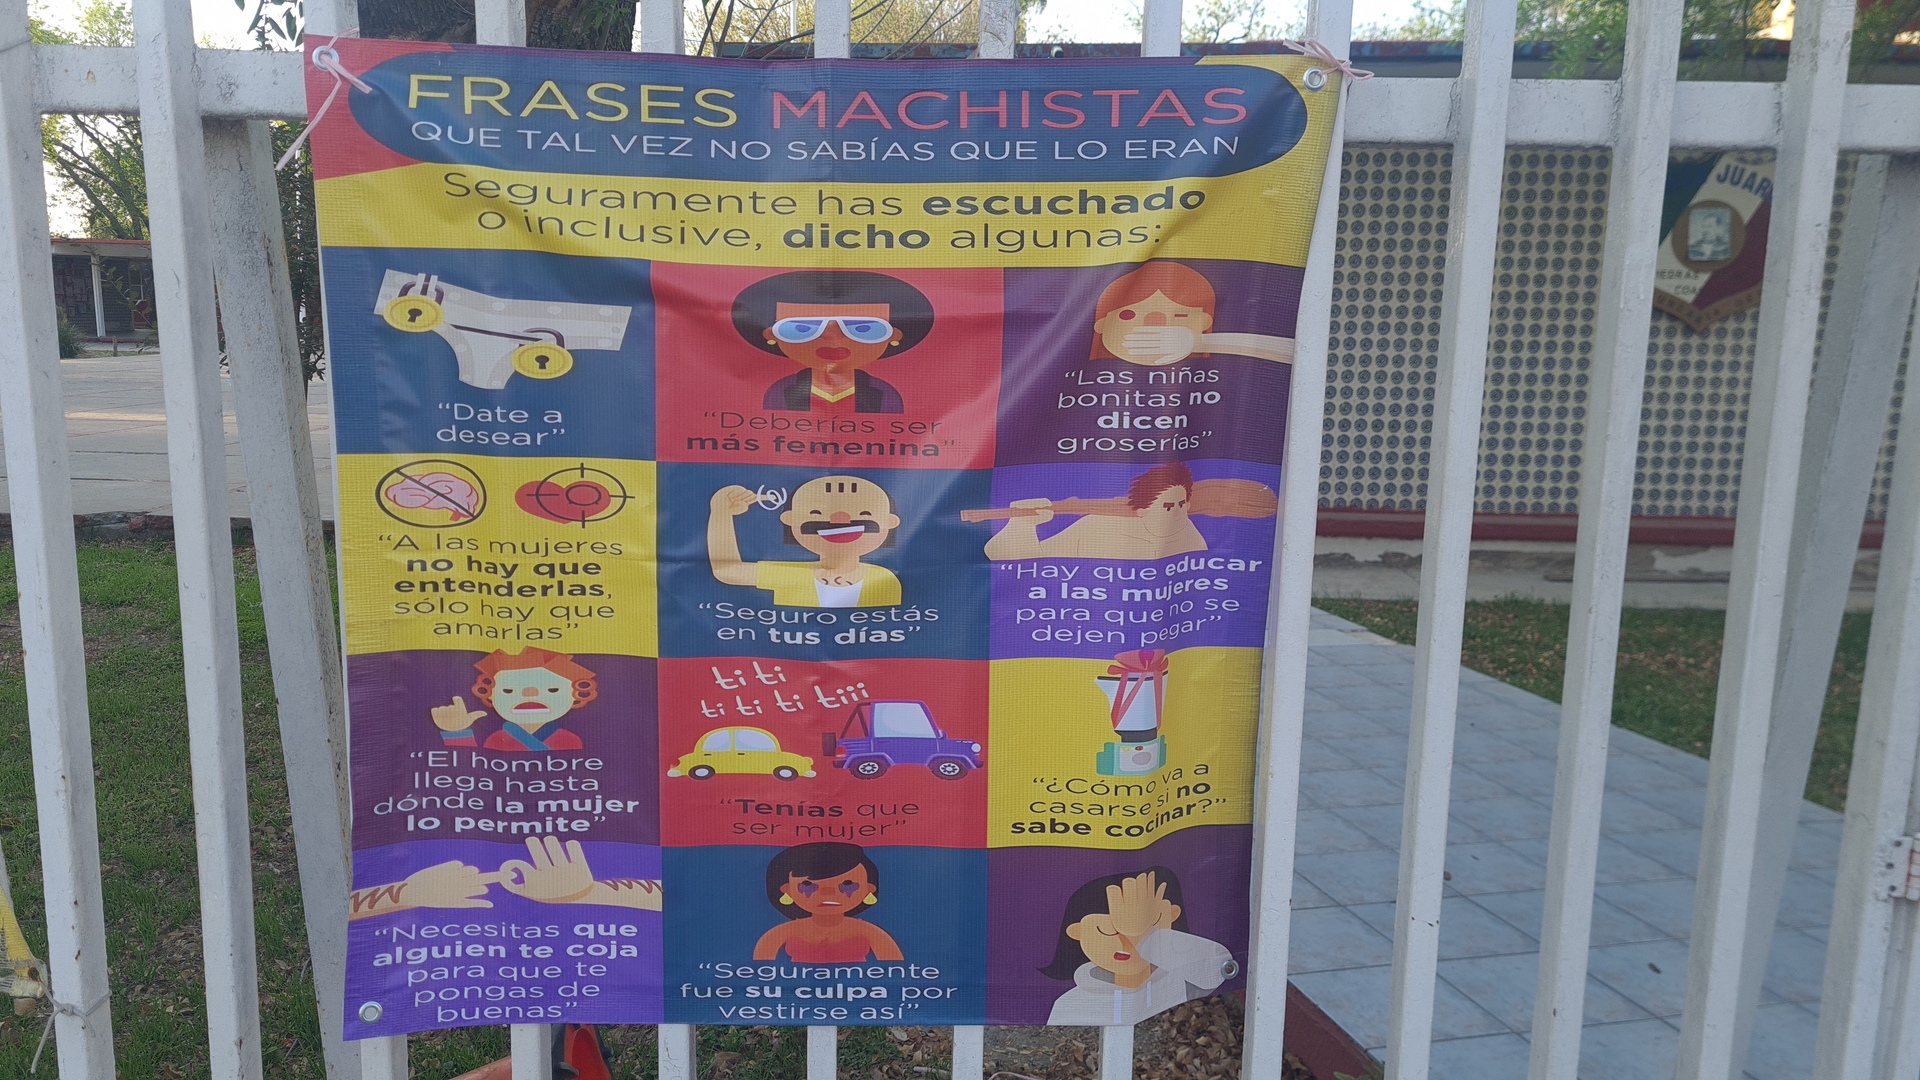 FRASES MACHISTAS
QUE TAL VEZ NO SABÍAS QUE LO ERAN
Seguramente has escuchado
o inclusive, dicho algunas:
“Date a
desear”
“Deberías ser
más femenina”
“Las niñas
bonitas no
dicen
groserías”
“A las mujeres
no hay que
entenderlas,
sólo hay que
amarlas”
“Seguro estás
en tus días”
“Hay que educar
a las mujeres
para que no se
dejen pegar”
“El hombre
llega hasta
dónde la mujer
lo permite”
ti ti
ti ti ti tiii
“Tenías que
ser mujer”
“¿Cómo va a
casarse si no
sabe cocinar?”
“Necesitas que
alguien te coja
para que te
pongas de
buenas”
“Seguramente
fue su culpa por
vestirse así”